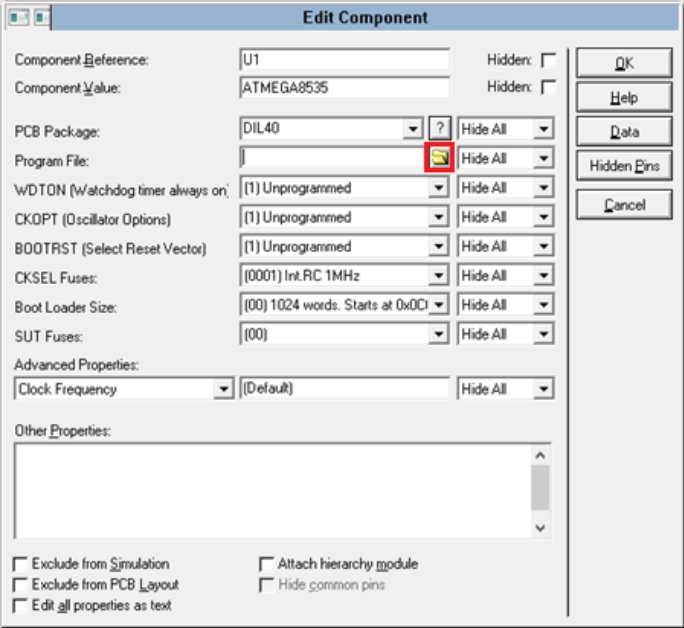 Edit Component
Component Reference: U1 Hidden: OK
Component Value: ATMEGA8535 Hidden: Help
PCB Package: DIL40 ? Hide All Data
Program File: Hide All Hidden Pins
WDTON (Watchdog timer always on) (1) Unprogrammed Hide All
CKOPT (Oscillator Options) (1) Unprogrammed Hide All Cancel
BOOTRST (Select Reset Vector) (1) Unprogrammed Hide All
CKSEL Fuses: (0001) Int.RC 1MHz Hide All
Boot Loader Size: (00) 1024 words. Starts at 0x0C Hide All
SUT Fuses: (00) Hide All
Advanced Properties:
Clock Frequency (Default) Hide All
Other Properties:
Exclude from Simulation Attach hierarchy module
Exclude from PCB Layout Hide common pins
Edit all properties as text